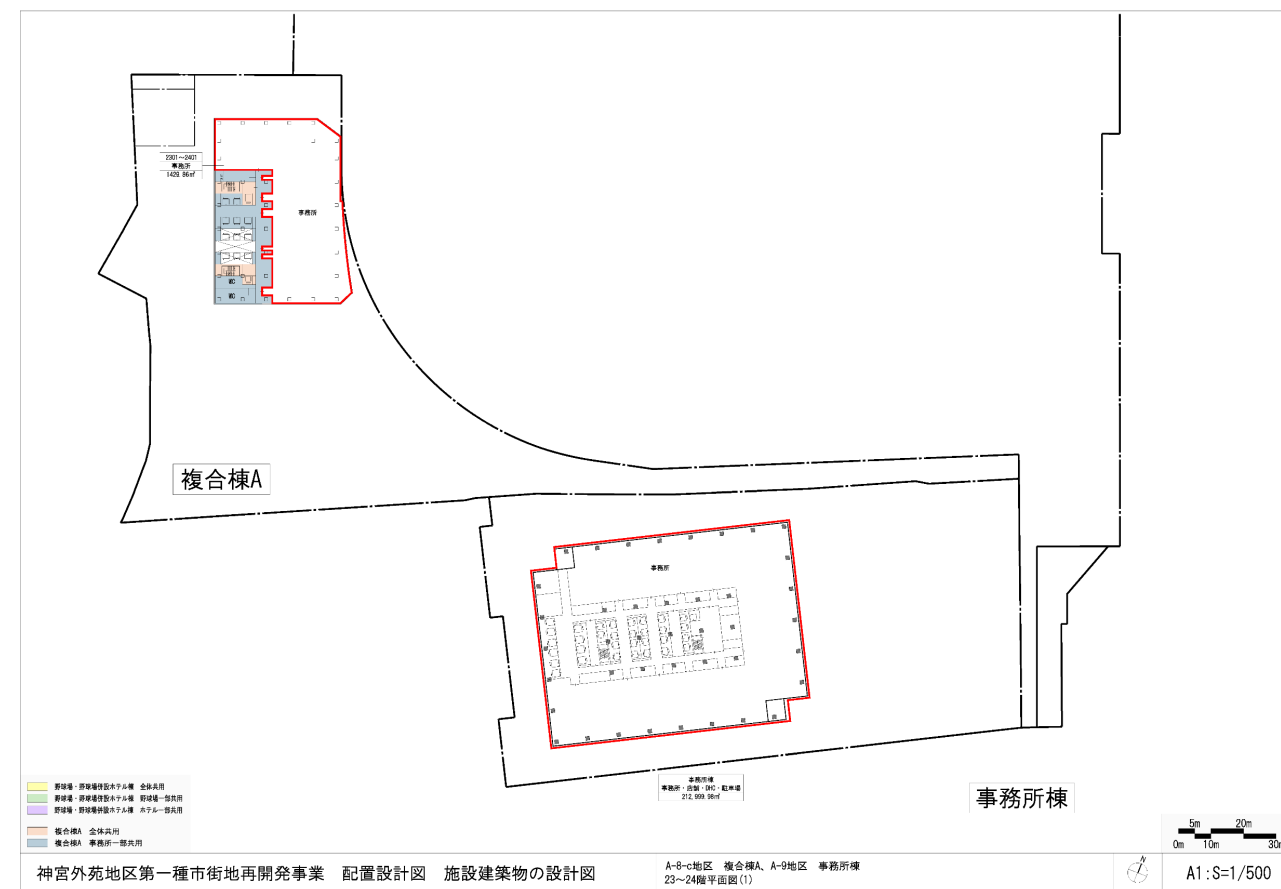 2301～2401
事務所
1429.86㎡
事務所
WC
WC
複合棟A
事務所
事務所棟
事務所・店舗・DHC・駐車場
212,999.98㎡
事務所棟
野球場・野球場併設ホテル棟 全体共用
野球場・野球場併設ホテル棟 野球場一部共用
野球場・野球場併設ホテル棟 ホテル一部共用
複合棟A 全体共用
複合棟A 事務所一部共用
5m 20m
0m 10m 30m
神宮外苑地区第一種市街地再開発事業 配置設計図 施設建築物の設計図
A-8-c地区 複合棟A、A-9地区 事務所棟
23～24階平面図(1)
N
A1:S=1/500